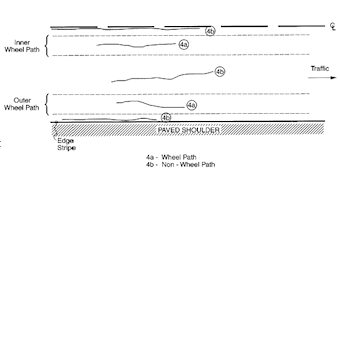 4b
℄
Inner
Wheel Path
4a
4b
Traffic
Outer
Wheel Path
4a
4b
PAVED SHOULDER
Edge
Stripe
4a - Wheel Path
4b - Non - Wheel Path